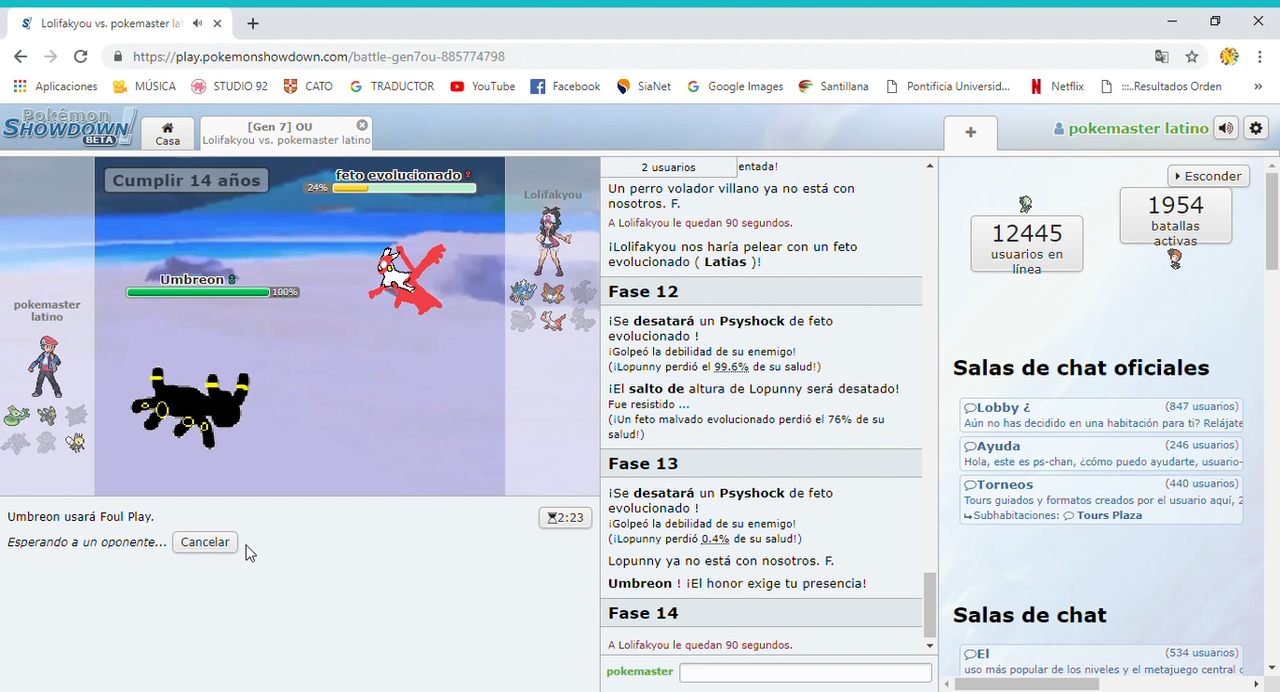 Lolifakyou vs. pokemaster lat
https://play.pokemonshowdown.com/battle-gen7ou-885774798
Aplicaciones
MÚSICA
STUDIO 92
CATO
TRADUCTOR
YouTube
Facebook
SiaNet
Google Images
Santillana
Pontificia Universid...
Netflix
:::..Resultados Orden
»
Pokémon
SHOWDOWN!
BETA
Casa
[Gen 7] OU
Lolifakyou vs. pokemaster latino
+
pokemaster latino
Cumplir 14 años
feto evolucionado
24%
Umbreon
100%
pokemaster
latino
Lolifakyou
Umbreon usará Foul Play.
2:23
Esperando a un oponente...
Cancelar
2 usuarios
entada!
Un perro volador villano ya no está con
nosotros. F.
A Lolifakyou le quedan 90 segundos.
¡Lolifakyou nos haría pelear con un feto
evolucionado ( Latias )!
Fase 12
¡Se desatará un Psyshock de feto
evolucionado !
¡Golpeó la debilidad de su enemigo!
(¡Lopunny perdió el 99.6% de su salud!)
¡El salto de altura de Lopunny será desatado!
Fue resistido ...
(¡Un feto malvado evolucionado perdió el 76% de su
salud!)
Fase 13
¡Se desatará un Psyshock de feto
evolucionado !
¡Golpeó la debilidad de su enemigo!
(¡Lopunny perdió 0.4% de su salud!)
Lopunny ya no está con nosotros. F.
Umbreon ! ¡El honor exige tu presencia!
Fase 14
A Lolifakyou le quedan 90 segundos.
pokemaster
Esconder
12445
usuarios en
línea
1954
batallas
activas
Salas de chat oficiales
Lobby ¿
(847 usuarios)
Aún no has decidido en una habitación para ti? Relájate
Ayuda
(246 usuarios)
Hola, este es ps-chan, ¿cómo puedo ayudarte, usuario-
Torneos
(440 usuarios)
Tours guiados y formatos creados por el usuario aquí, 2
↳Subhabitaciones: Tours Plaza
Salas de chat
El
(534 usuarios)
uso más popular de los niveles y el metajuego central d